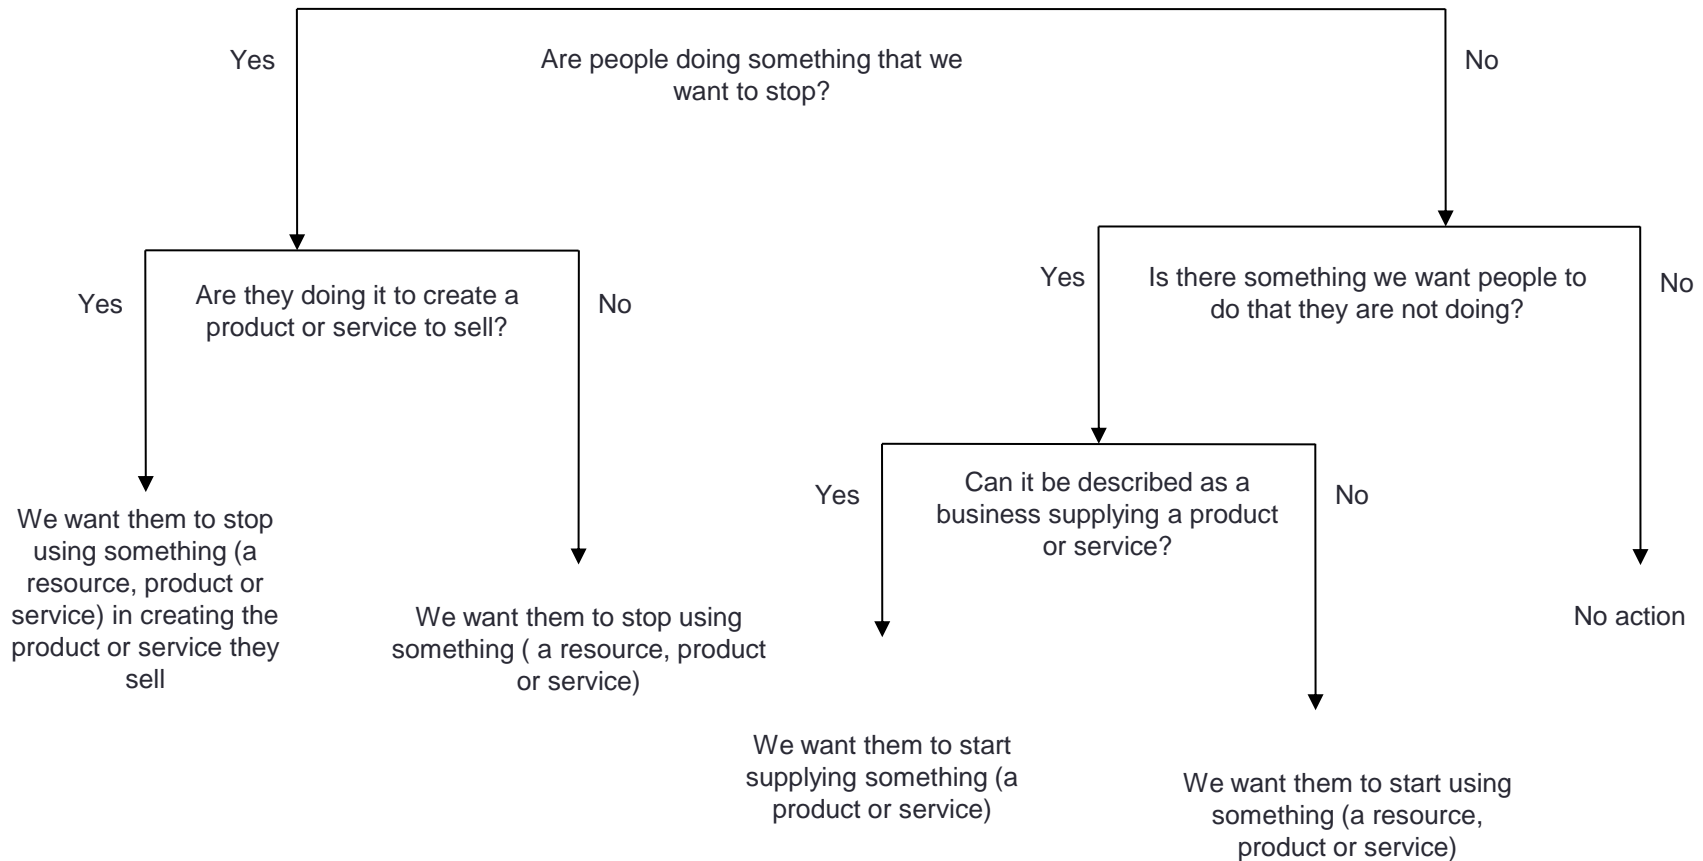 Yes
Are people doing something that we
want to stop?
No
Yes
Are they doing it to create a
product or service to sell?
No
Yes
Is there something we want people to
do that they are not doing?
No
We want them to stop
using something (a
resource, product or
service) in creating the
product or service they
sell
We want them to stop using
something ( a resource, product
or service)
Yes
Can it be described as a
business supplying a product
or service?
No
No action
We want them to start
supplying something (a
product or service)
We want them to start using
something (a resource,
product or service)